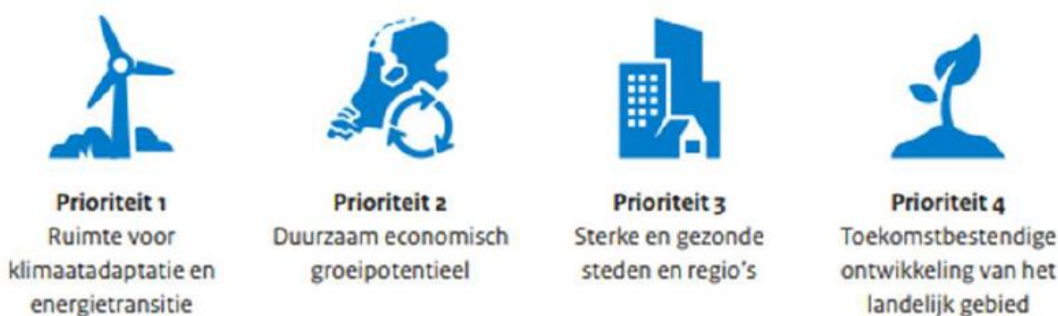 Prioriteit 1
Ruimte voor
klimaatadaptatie en
energietransitie
Prioriteit 2
Duurzaam economisch
groeipotentieel
Prioriteit 3
Sterke en gezonde
steden en regio's
Prioriteit 4
Toekomstbestendige
ontwikkeling van het
landelijk gebied